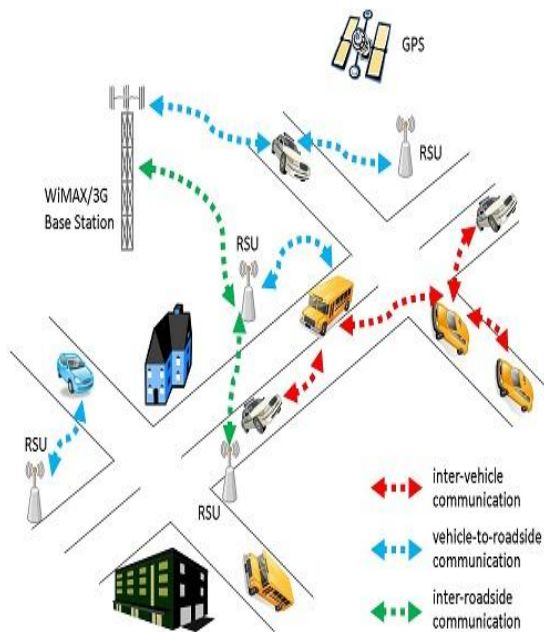 GPS
RSU
WiMAX/3G
Base Station
RSU
RSU
RSU
inter-vehicle
communication
vehicle-to-roadside
communication
inter-roadside
communication